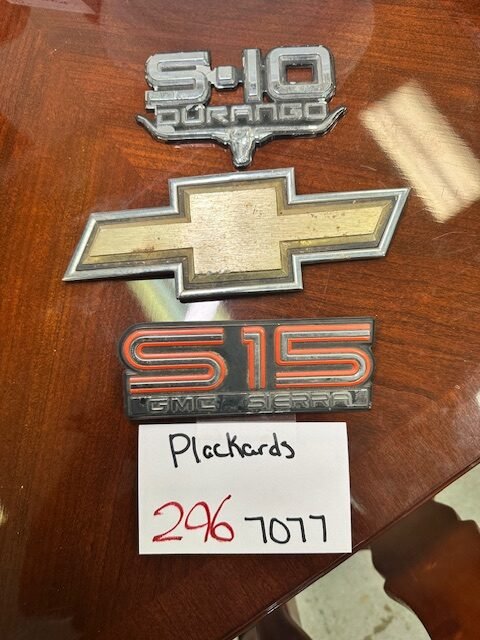 S-10
DURANGO
S15
GMC SIERRA
Plackards
296 7077